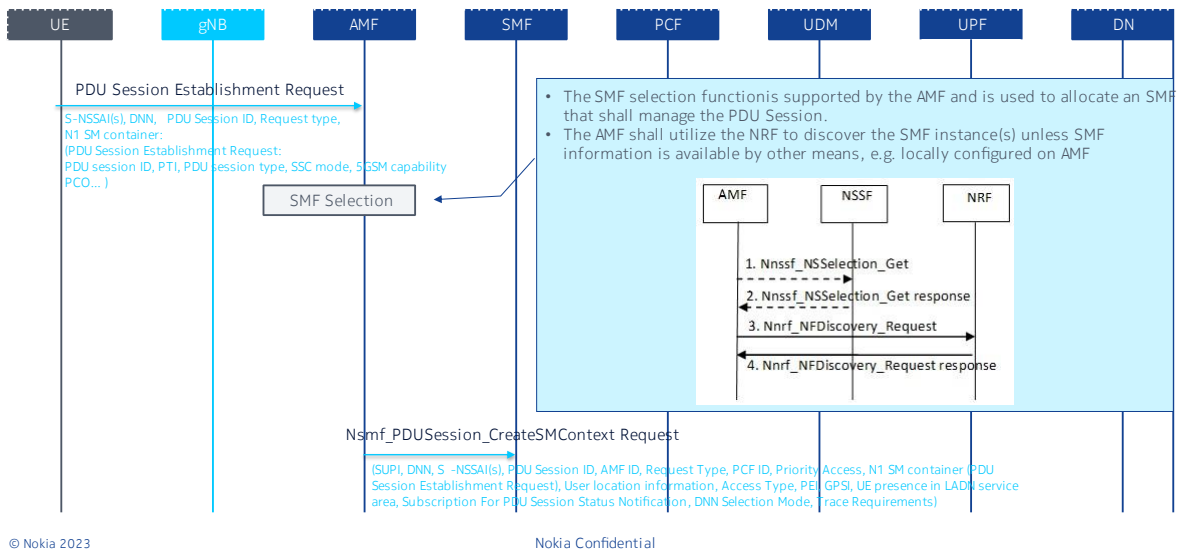 UE
gNB
AMF
SMF
PCF
UDM
UPF
DN
PDU Session Establishment Request
S-NSSAI(s), DNN, PDU Session ID, Request type,
N1 SM container:
(PDU Session Establishment Request:
PDU session ID, PTI, PDU session type, SSC mode, 5GSM capability
PCO... )
SMF Selection
• The SMF selection functionis supported by the AMF and is used to allocate an SMF
that shall manage the PDU Session.
• The AMF shall utilize the NRF to discover the SMF instance(s) unless SMF
information is available by other means, e.g. locally configured on AMF
AMF
NSSF
NRF
1. Nnssf_NSSelection_Get
2. Nnssf_NSSelection_Get response
3. Nnrf_NFDiscovery_Request
4. Nnrf_NFDiscovery_Request response
Nsmf_PDUSession_CreateSMContext Request
(SUPI, DNN, S -NSSAI(s), PDU Session ID, AMF ID, Request Type, PCF ID, Priority Access, N1 SM container (PDU
Session Establishment Request), User location information, Access Type, PEI, GPSI, UE presence in LADN service
area, Subscription For PDU Session Status Notification, DNN Selection Mode, Trace Requirements)
© Nokia 2023
Nokia Confidential